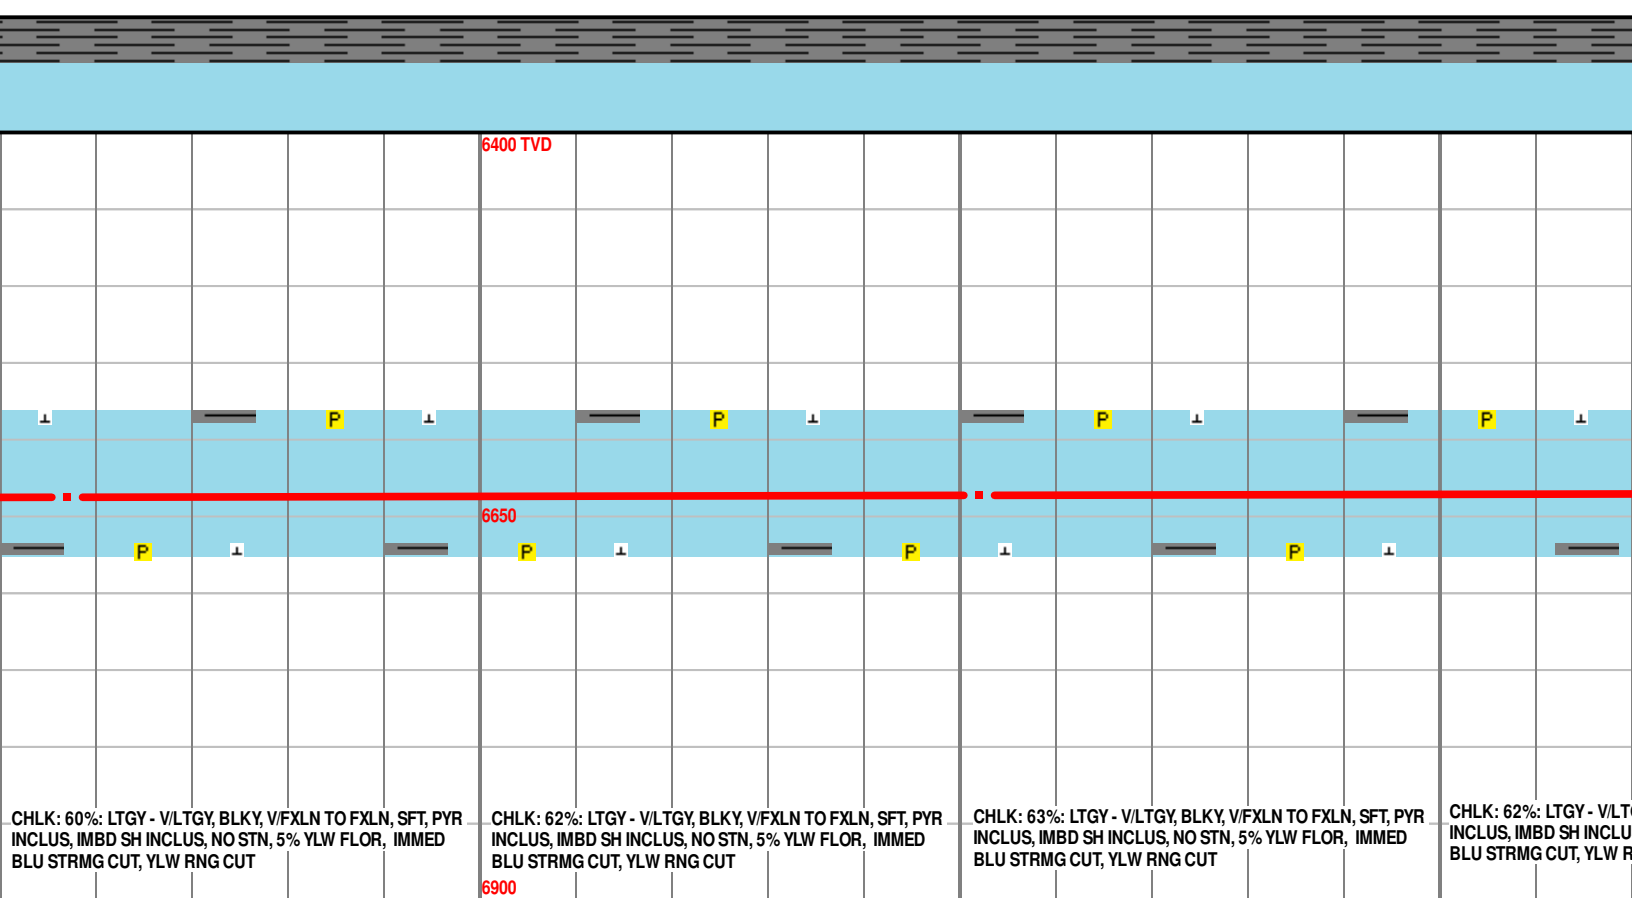 6400 TVD
P P P P
6650
P P P P
CHLK: 60%: LTGY - V/LTGY, BLKY, V/FXLN TO FXLN, SFT, PYR
INCLUS, IMBD SH INCLUS, NO STN, 5% YLW FLOR, IMMED
BLU STRMG CUT, YLW RNG CUT
CHLK: 62%: LTGY - V/LTGY, BLKY, V/FXLN TO FXLN, SFT, PYR
INCLUS, IMBD SH INCLUS, NO STN, 5% YLW FLOR, IMMED
BLU STRMG CUT, YLW RNG CUT
CHLK: 63%: LTGY - V/LTGY, BLKY, V/FXLN TO FXLN, SFT, PYR
INCLUS, IMBD SH INCLUS, NO STN, 5% YLW FLOR, IMMED
BLU STRMG CUT, YLW RNG CUT
CHLK: 62%: LTGY - V/LT
INCLUS, IMBD SH INCLU
BLU STRMG CUT, YLW
6900